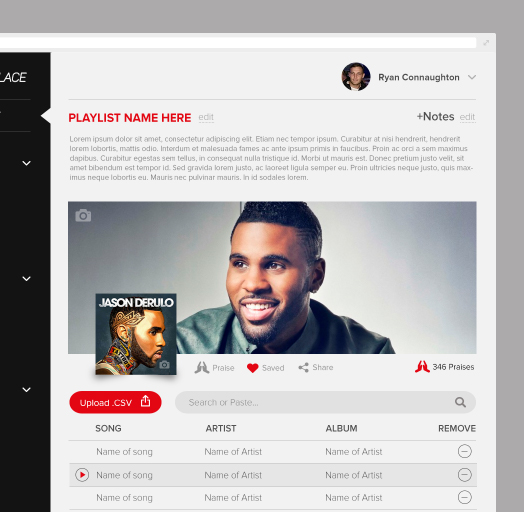 LACE
Ryan Connaughton
PLAYLIST NAME HERE edit
+Notes edit
Lorem ipsum dolor sit amet, consectetur adipiscing elit. Etiam nec tempor ipsum. Curabitur at nisi hendrerit, hendrerit
lorem lobortis, mattis odio. Interdum et malesuada fames ac ante ipsum primis in faucibus. Proin ac orci a sem maximus
dapibus. Curabitur egestas sem tellus, in consequat nulla tristique id. Morbi ut mauris est. Donec pretium justo velit, sit
amet bibendum est tempor id. Sed gravida lorem justo, ac laoreet ligula semper eu. Proin ultricies neque justo, quis max-
imus neque lobortis eu. Mauris nec pulvinar mauris. In id sodales lorem.
JASON DERULO
Praise Saved Share
346 Praises
Upload .CSV
Search or Paste...
SONG ARTIST ALBUM REMOVE
Name of song Name of Artist Name of Artist
Name of song Name of Artist Name of Artist
Name of song Name of Artist Name of Artist